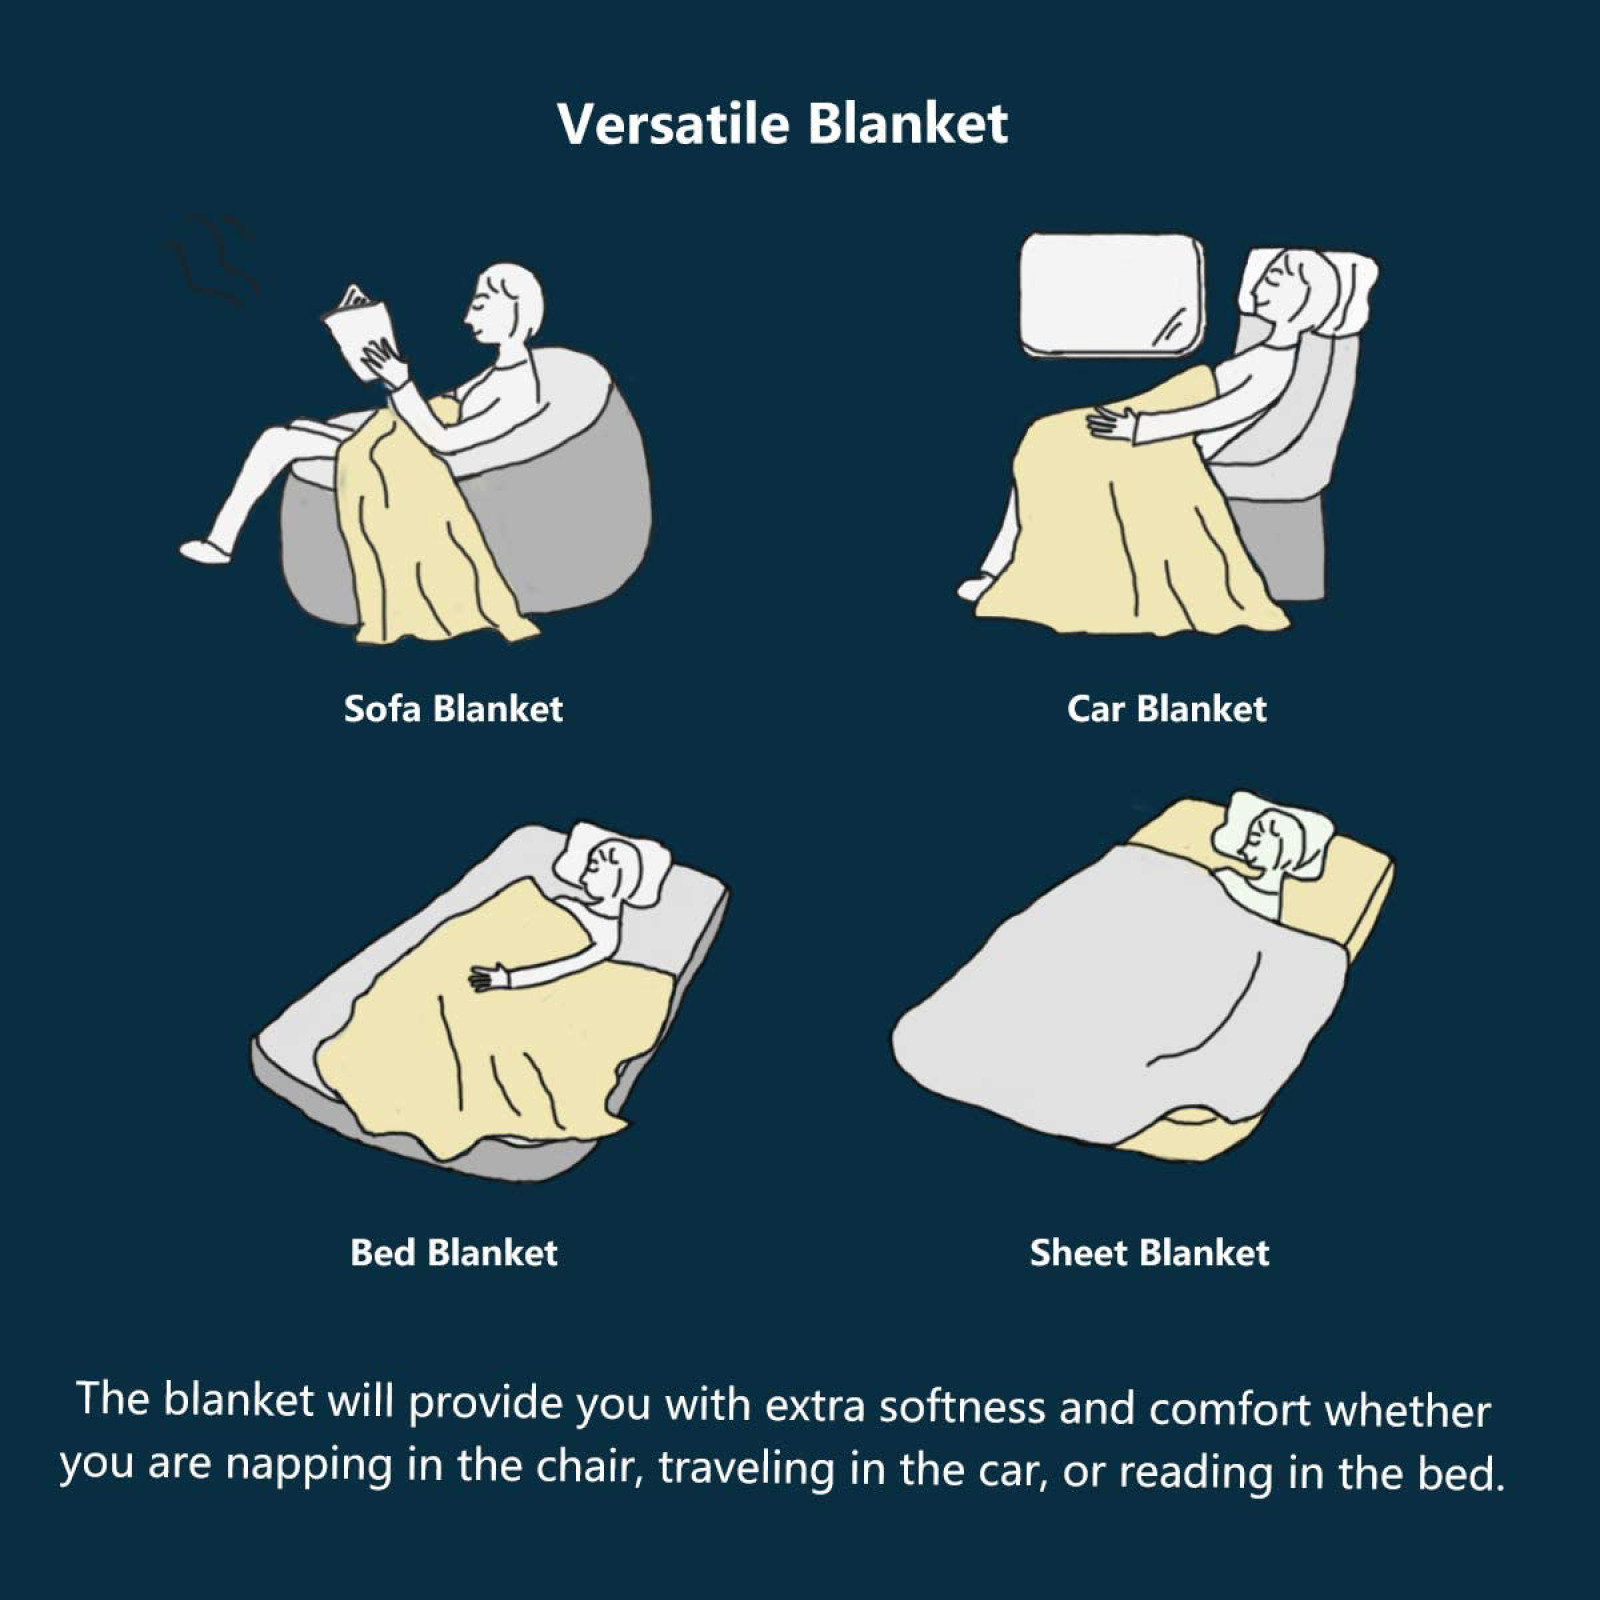 Versatile Blanket
Sofa Blanket
Car Blanket
Bed Blanket
Sheet Blanket
The blanket will provide you with extra softness and comfort whether
you are napping in the chair, traveling in the car, or reading in the bed.